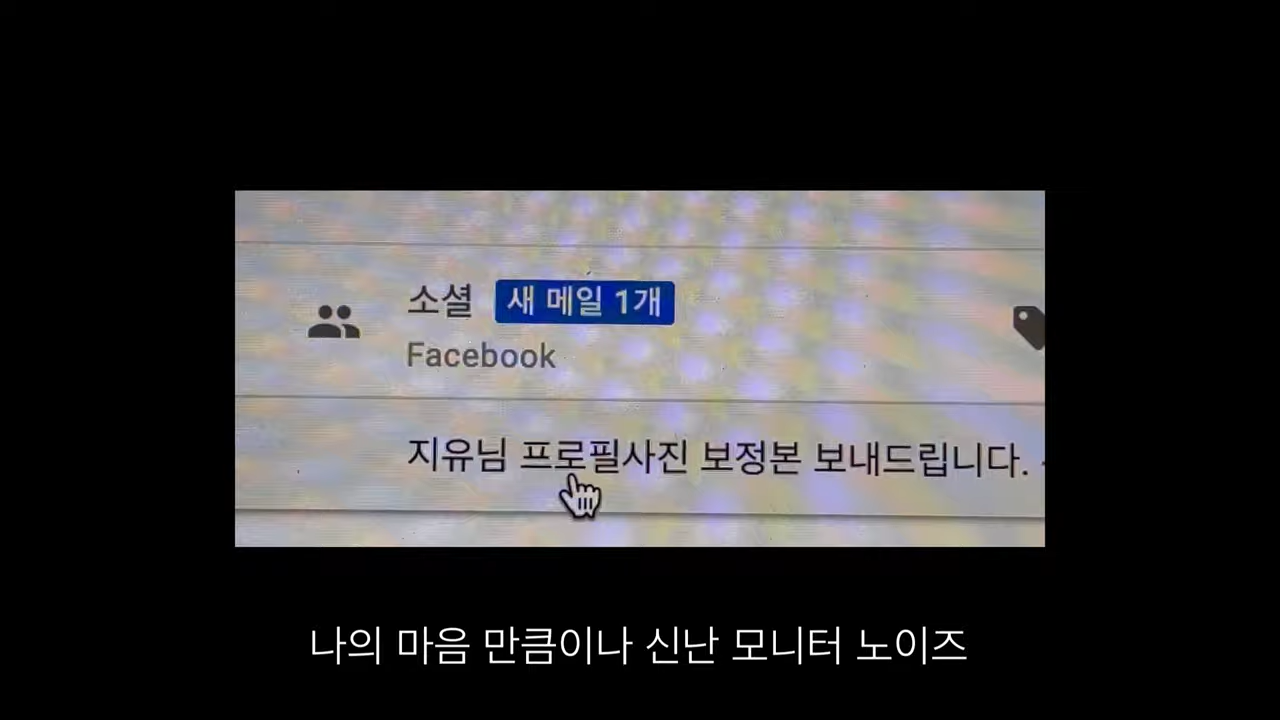 소셜 새 메일 1개
Facebook
지유님 프로필사진 보정본 보내드립니다.
나의 마음 만큼이나 신난 모니터 노이즈